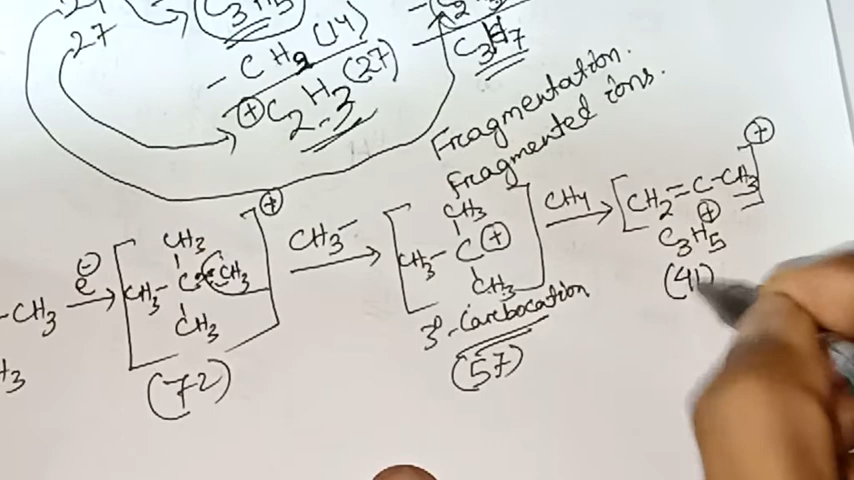 27
C3H5
- CH2 (14)
⊕C2H3 (27)
C3H7
Fragmentation.
Fragmented ions.
-CH3
⊖
e
[CH3-C-CH3
CH3
CH3]⊕
(72)
CH3-
[CH3-C⊕
CH3
CH3]
3°-Carbocation
(57)
CH4
[CH2=C-CH3]⊕
⊕
C3H5
(41)